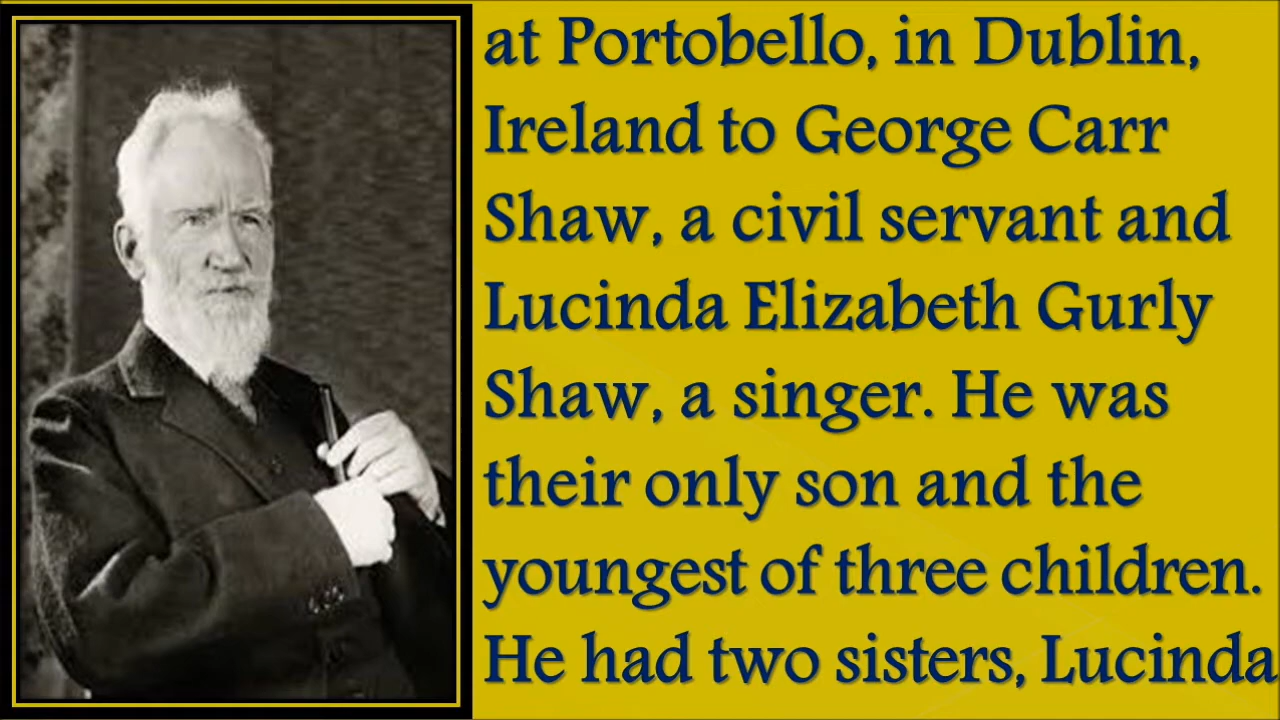 at Portobello, in Dublin,
Ireland to George Carr
Shaw, a civil servant and
Lucinda Elizabeth Gurly
Shaw, a singer. He was
their only son and the
youngest of three children.
He had two sisters, Lucinda